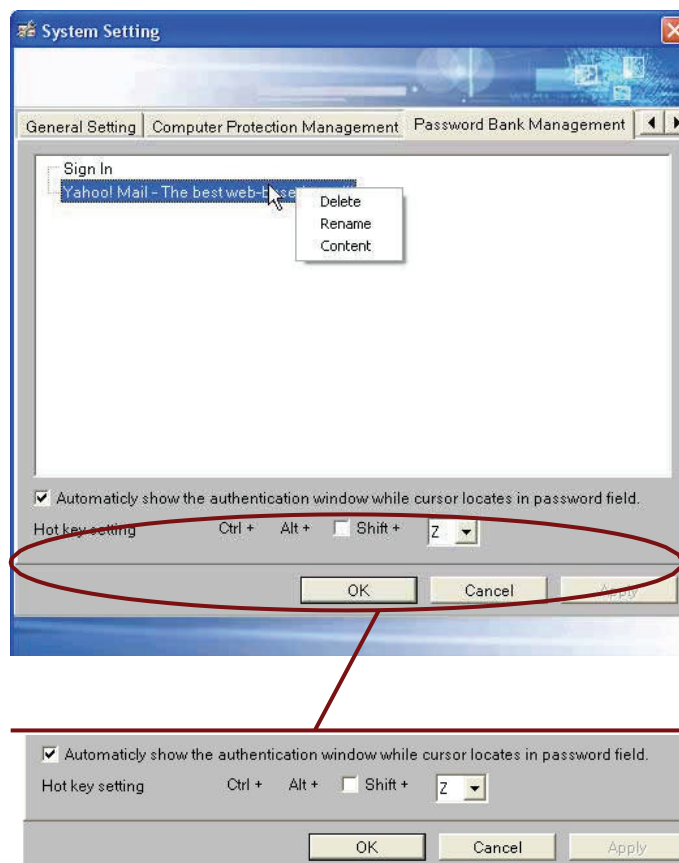 System Setting
General Setting Computer Protection Management Password Bank Management
Sign In
Yahoo! Mail - The best web-b
Delete
Rename
Content
Automaticly show the authentication window while cursor locates in password field.
Hot key setting Ctrl + Alt + Shift + Z
OK Cancel Apply
Automaticly show the authentication window while cursor locates in password field.
Hot key setting Ctrl + Alt + Shift + Z
OK Cancel Apply